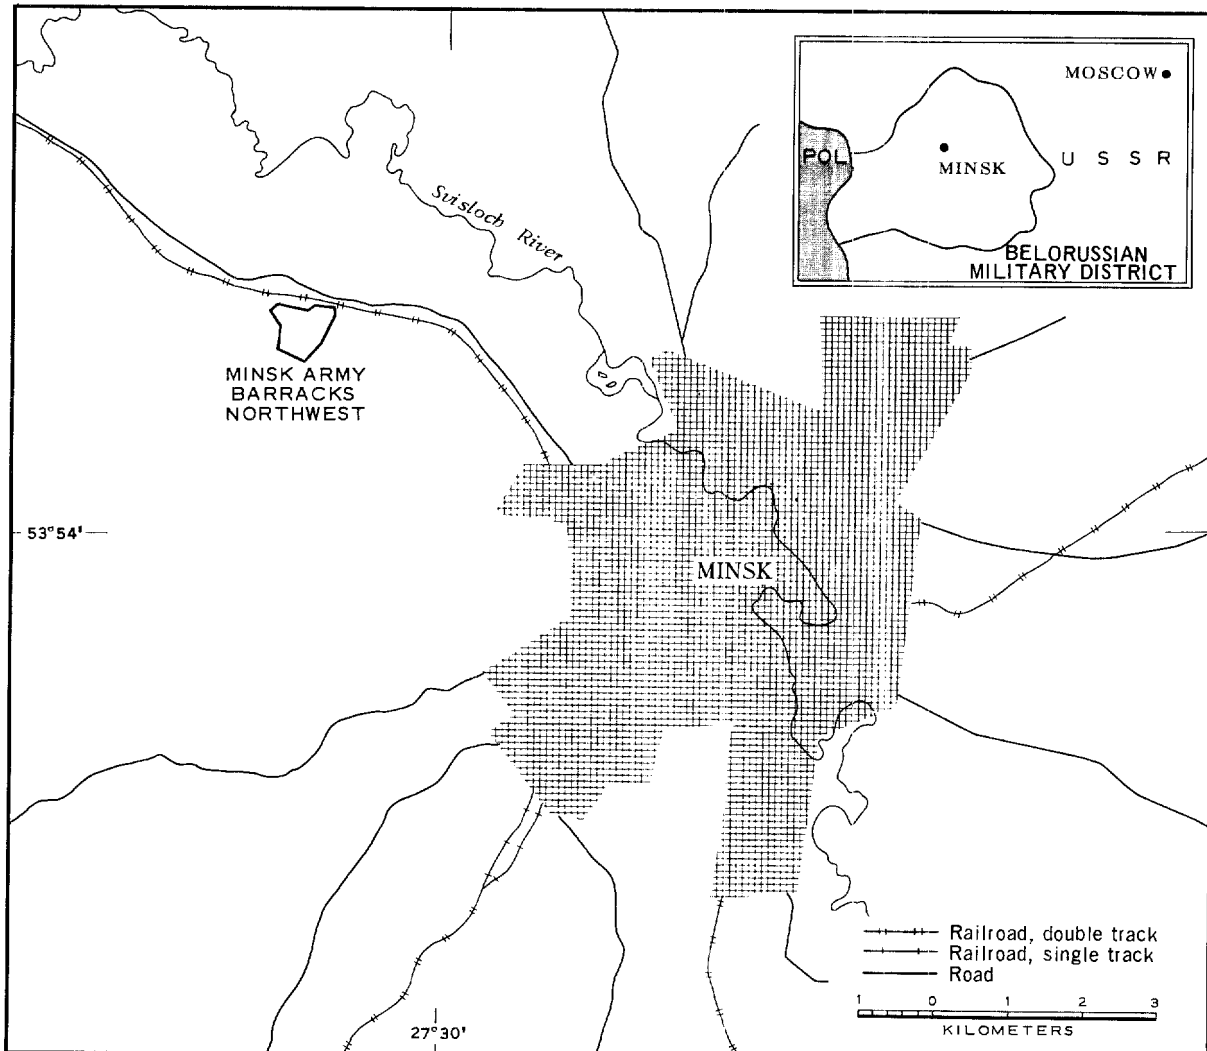 MOSCOW
POL
MINSK
U S S R
BELORUSSIAN
MILITARY DISTRICT
Svisloch River
MINSK ARMY
BARRACKS
NORTHWEST
53°54'
MINSK
Railroad, double track
Railroad, single track
Road
27°30'
1 0 1 2 3
KILOMETERS